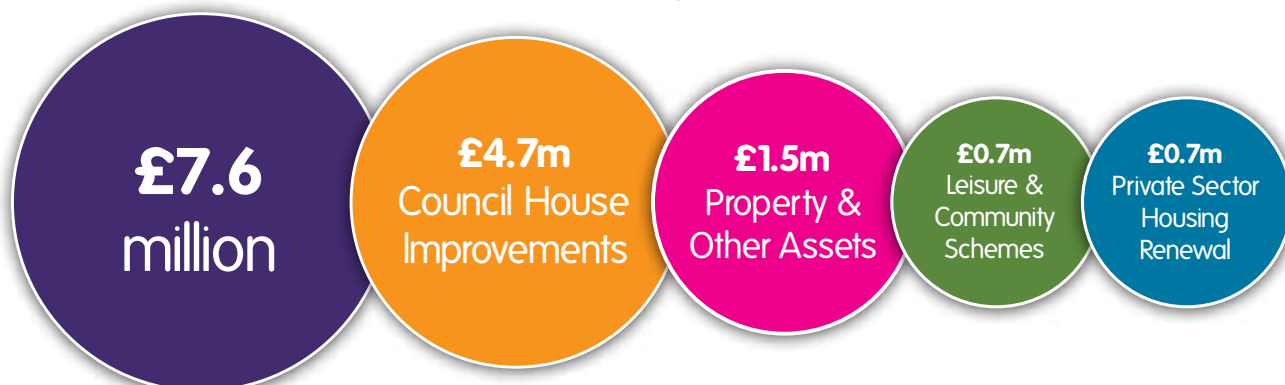 £7.6
million
£4.7m
Council House
Improvements
£1.5m
Property &
Other Assets
£0.7m
Leisure &
Community
Schemes
£0.7m
Private Sector
Housing
Renewal